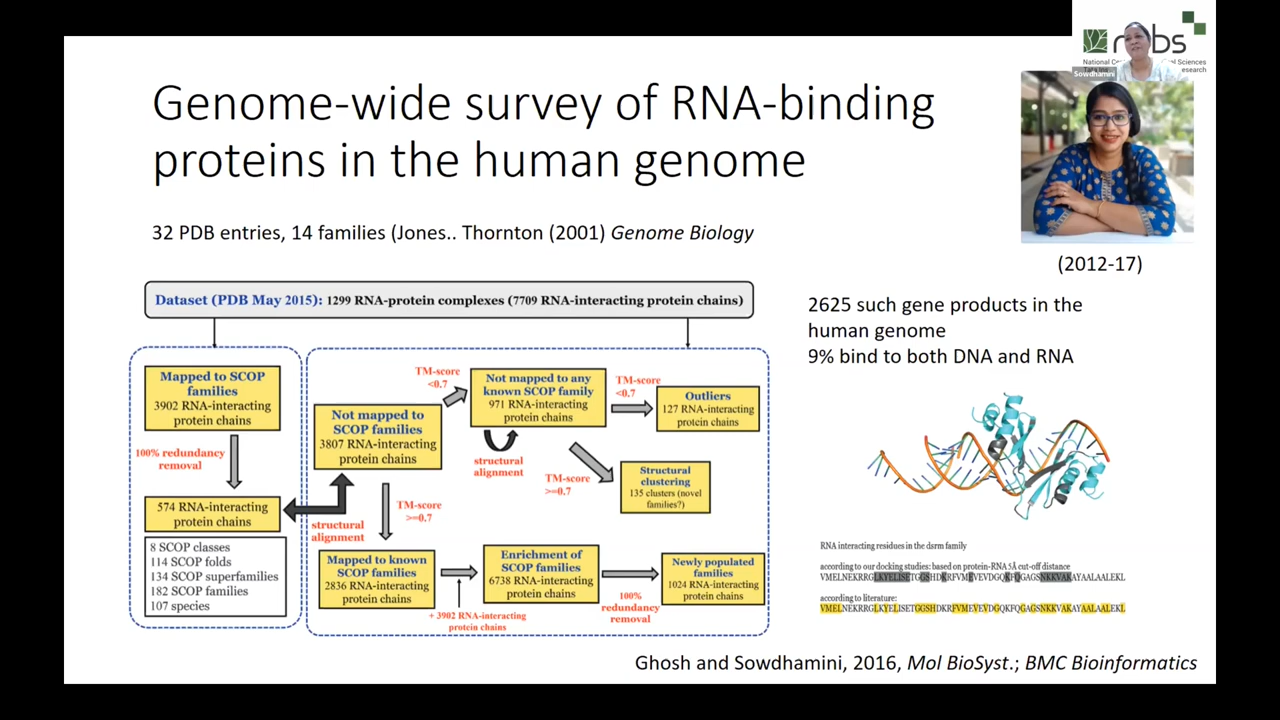 ncbs
National Ce
al Sciences
esearch
Sowdhamini
Genome-wide survey of RNA-binding
proteins in the human genome
32 PDB entries, 14 families (Jones.. Thornton (2001) Genome Biology
(2012-17)
Dataset (PDB May 2015): 1299 RNA-protein complexes (7709 RNA-interacting protein chains)
Mapped to SCOP
families
3902 RNA-interacting
protein chains
100% redundancy
removal
574 RNA-interacting
protein chains
8 SCOP classes
114 SCOP folds
134 SCOP superfamilies
182 SCOP families
107 species
structural
alignment
Not mapped to
SCOP families
3807 RNA-interacting
protein chains
TM-score
<0.7
Not mapped to any
known SCOP family
971 RNA-interacting
protein chains
structural
alignment
TM-score
<0.7
Outliers
127 RNA-interacting
protein chains
TM-score
>=0.7
Structural
clustering
135 clusters (novel
families?)
TM-score
>=0.7
Mapped to known
SCOP families
2836 RNA-interacting
protein chains
+ 3902 RNA-interacting
protein chains
Enrichment of
SCOP families
6738 RNA-interacting
protein chains
100%
redundancy
removal
Newly populated
families
1024 RNA-interacting
protein chains
2625 such gene products in the
human genome
9% bind to both DNA and RNA
RNA interacting residues in the dsrm family
according to our docking studies: based on protein-RNA 5Å cut-off distance
VMELNEKRRGLKYELISETGGSHDKRFVMEVEVDGQKFQGAGSNKKVAKAYAALAALEKL
according to literature:
VMELNEKRRGLKYELISETGGSHDKRFVMEVEVDGQKFQGAGSNKKVAKAYAALAALEKL
Ghosh and Sowdhamini, 2016, Mol BioSyst.; BMC Bioinformatics